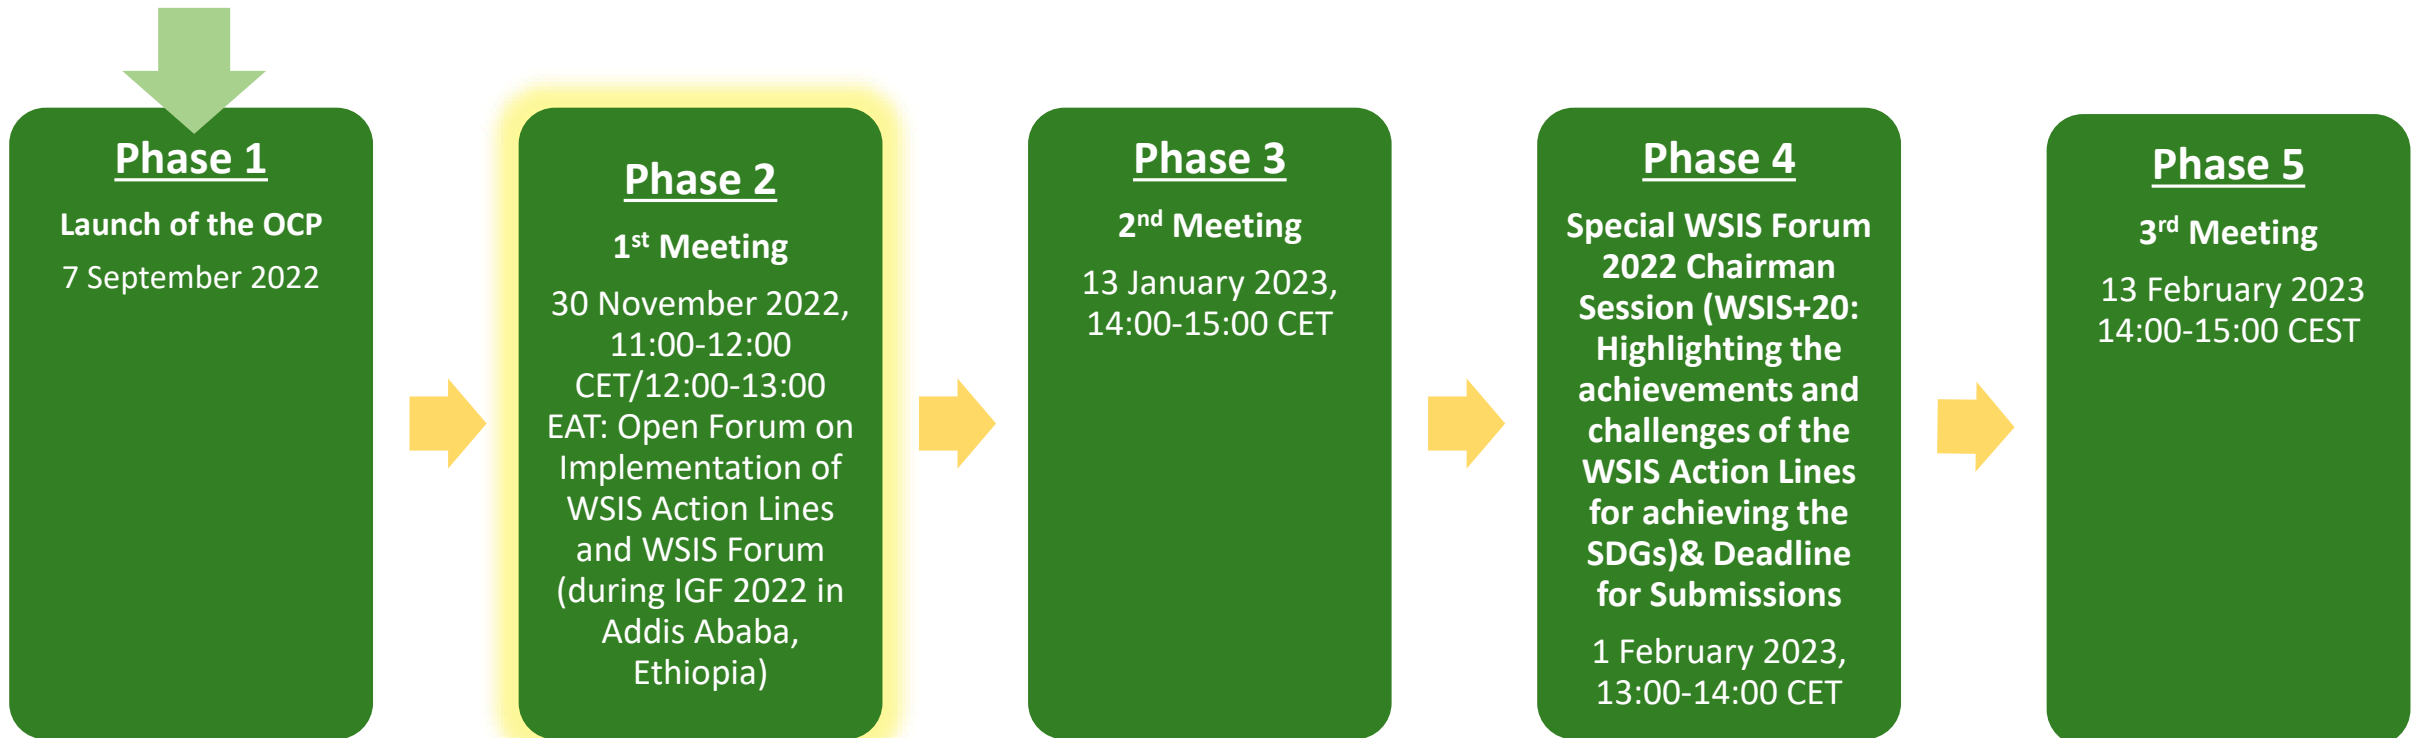 Phase 1
Launch of the OCP
7 September 2022
Phase 2
1st Meeting
30 November 2022,
11:00-12:00
CET/12:00-13:00
EAT: Open Forum on
Implementation of
WSIS Action Lines
and WSIS Forum
(during IGF 2022 in
Addis Ababa,
Ethiopia)
Phase 3
2nd Meeting
13 January 2023,
14:00-15:00 CET
Phase 4
Special WSIS Forum
2022 Chairman
Session (WSIS+20:
Highlighting the
achievements and
challenges of the
WSIS Action Lines
for achieving the
SDGs)& Deadline
for Submissions
1 February 2023,
13:00-14:00 CET
Phase 5
3rd Meeting
13 February 2023
14:00-15:00 CEST